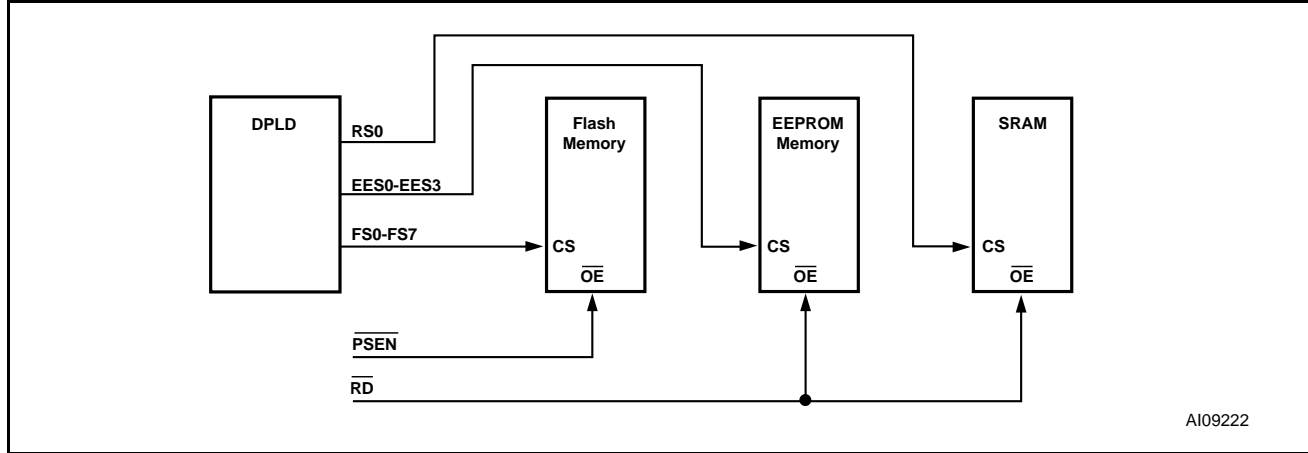 DPLD
RS0
EES0-EES3
FS0-FS7
Flash
Memory
CS
OE
EEPROM
Memory
CS
OE
SRAM
CS
OE
PSEN
RD
AI09222